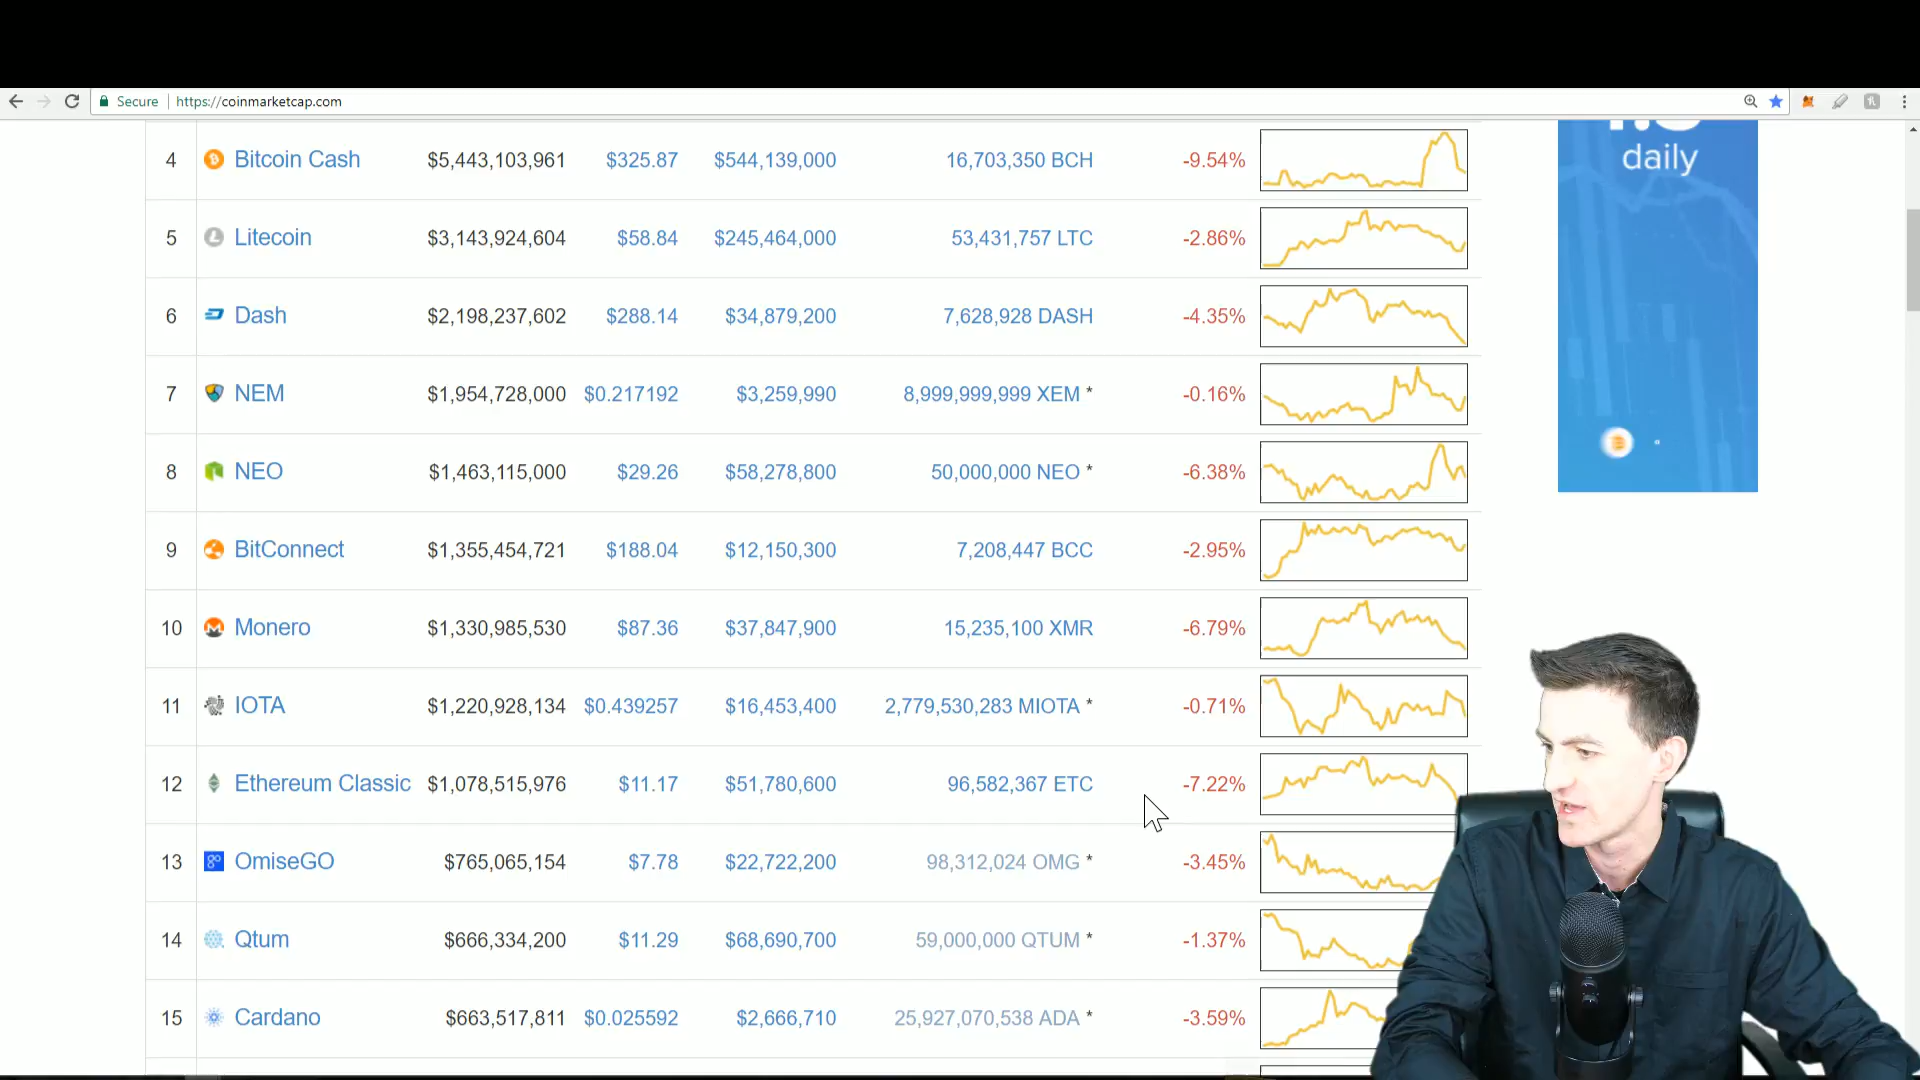 Secure https://coinmarketcap.com
daily
4 Bitcoin Cash $5,443,103,961 $325.87 $544,139,000 16,703,350 BCH -9.54%
5 Litecoin $3,143,924,604 $58.84 $245,464,000 53,431,757 LTC -2.86%
6 Dash $2,198,237,602 $288.14 $34,879,200 7,628,928 DASH -4.35%
7 NEM $1,954,728,000 $0.217192 $3,259,990 8,999,999,999 XEM * -0.16%
8 NEO $1,463,115,000 $29.26 $58,278,800 50,000,000 NEO * -6.38%
9 BitConnect $1,355,454,721 $188.04 $12,150,300 7,208,447 BCC -2.95%
10 Monero $1,330,985,530 $87.36 $37,847,900 15,235,100 XMR -6.79%
11 IOTA $1,220,928,134 $0.439257 $16,453,400 2,779,530,283 MIOTA * -0.71%
12 Ethereum Classic $1,078,515,976 $11.17 $51,780,600 96,582,367 ETC -7.22%
13 OmiseGO $765,065,154 $7.78 $22,722,200 98,312,024 OMG * -3.45%
14 Qtum $666,334,200 $11.29 $68,690,700 59,000,000 QTUM * -1.37%
15 Cardano $663,517,811 $0.025592 $2,666,710 25,927,070,538 ADA * -3.59%